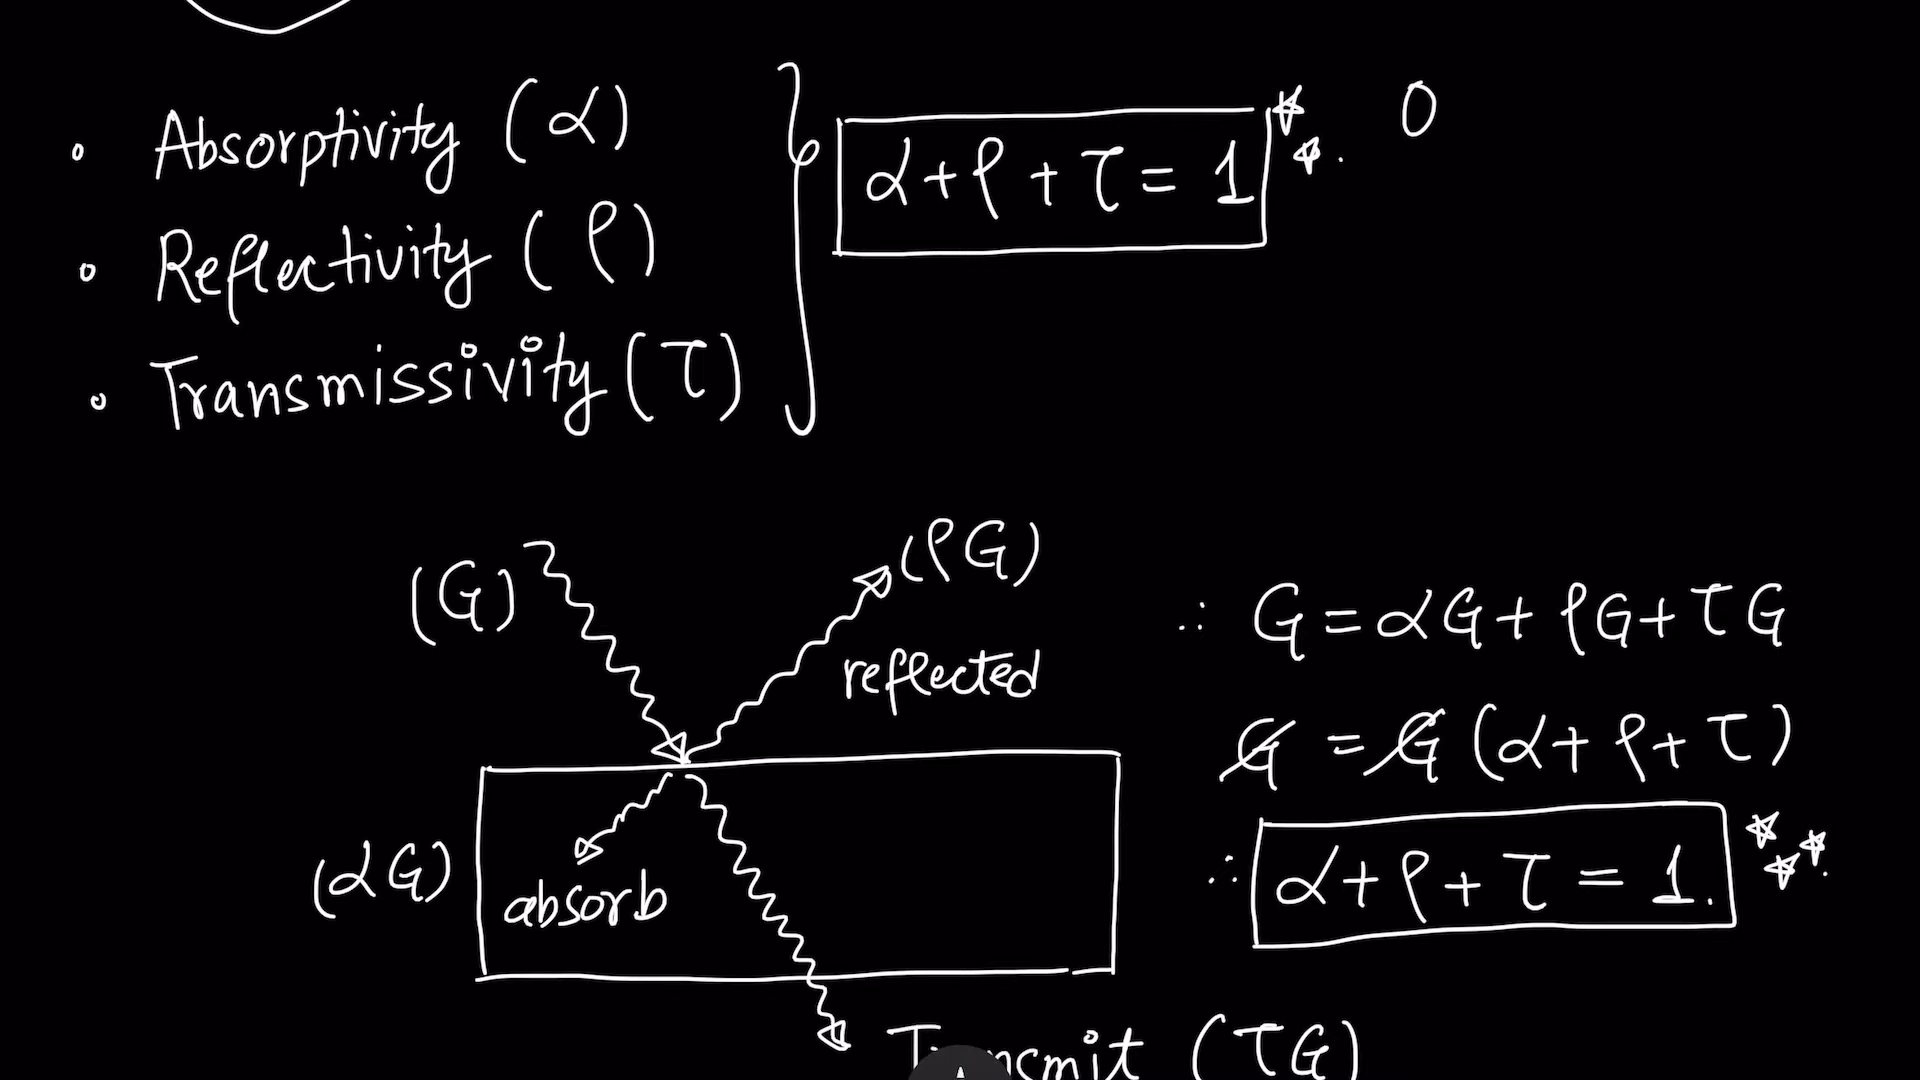 • Absorptivity (α)
α+ρ+τ=1
0
• Reflectivity (ρ)
• Transmissivity (τ)
(G)
(ρG)
reflected
∴ G=αG+ρG+τG
G = G (α+ρ+τ)
(αG)
absorb
∴ α+ρ+τ = 1.
(τG)